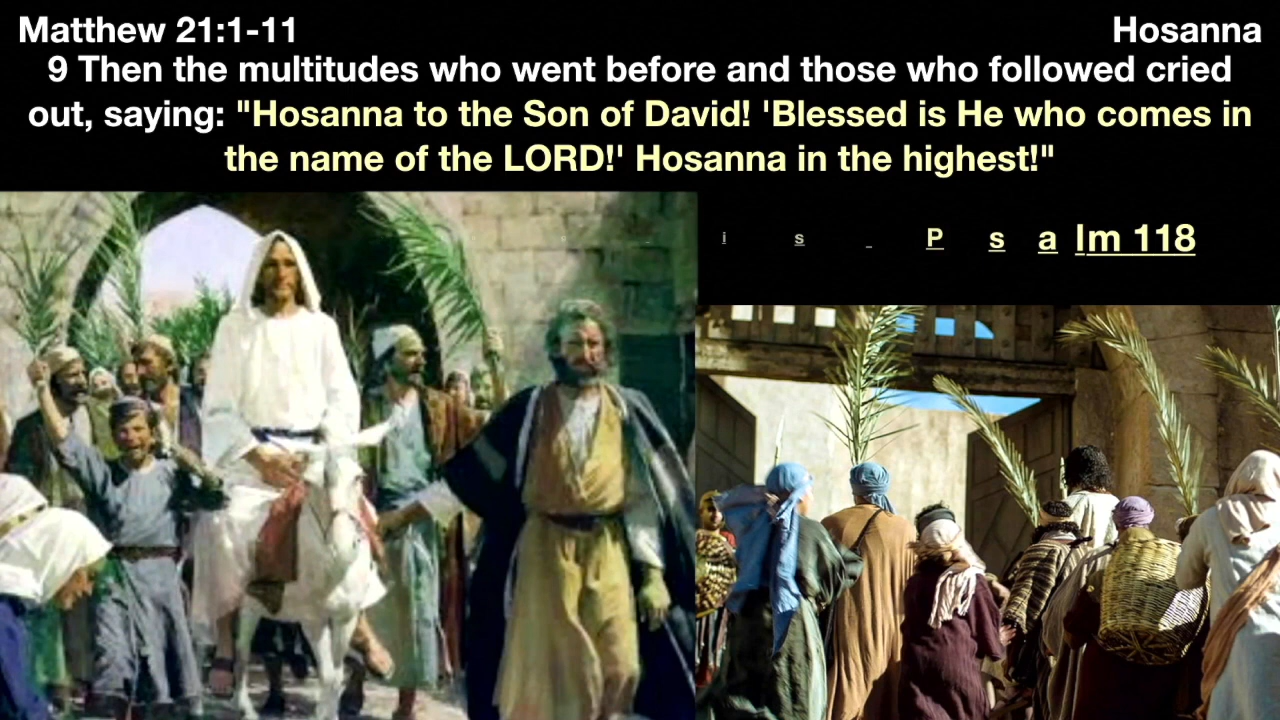 Matthew 21:1-11 Hosanna
9 Then the multitudes who went before and those who followed cried
out, saying: "Hosanna to the Son of David! 'Blessed is He who comes in
the name of the LORD!' Hosanna in the highest!"
is Psalm 118